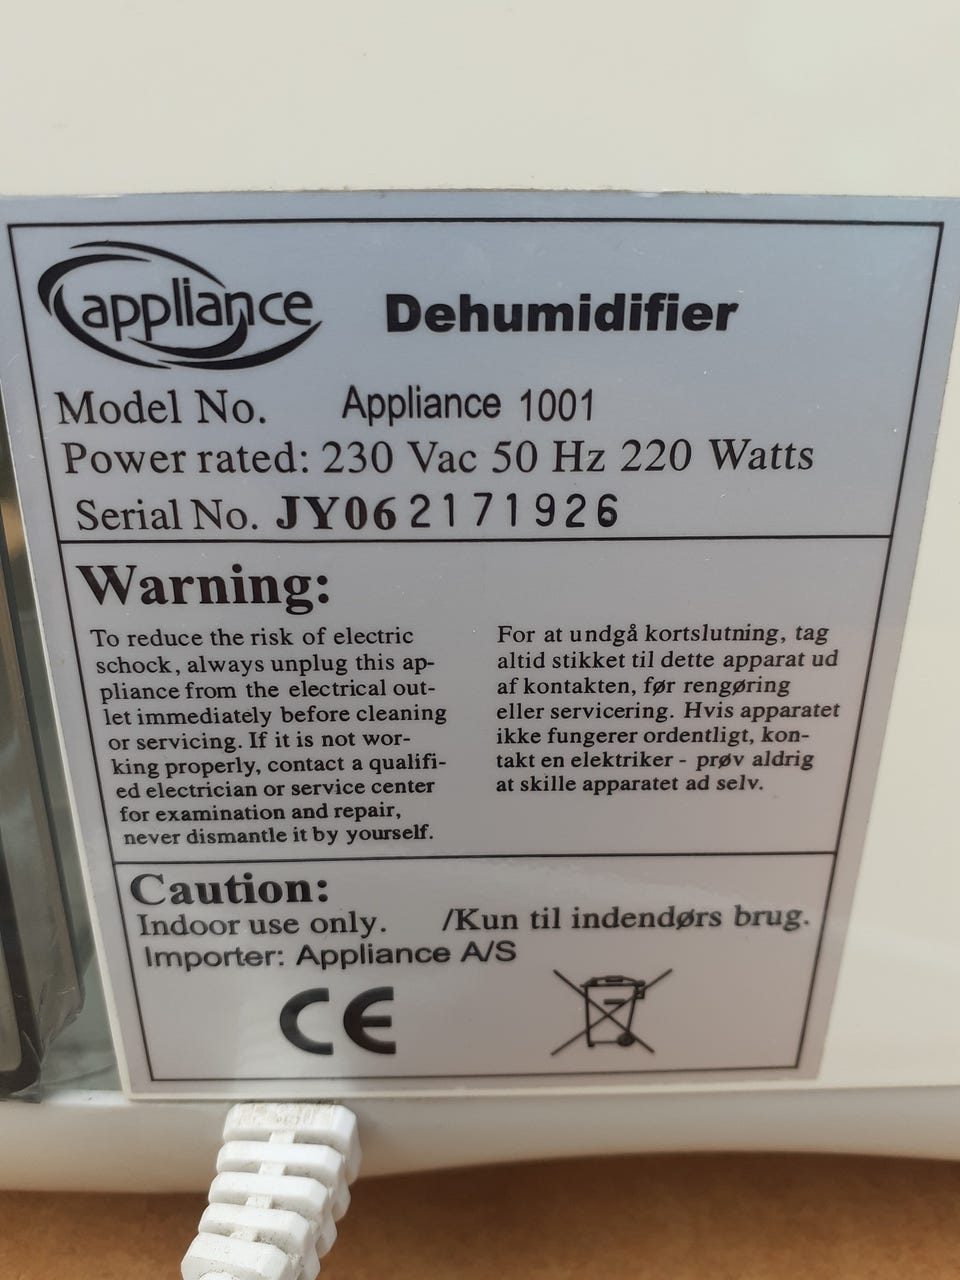 appliance Dehumidifier
Model No. Appliance 1001
Power rated: 230 Vac 50 Hz 220 Watts
Serial No. JY062171926
Warning:
To reduce the risk of electric
schock, always unplug this ap-
pliance from the electrical out-
let immediately before cleaning
or servicing. If it is not wor-
king properly, contact a qualifi-
ed electrician or service center
for examination and repair,
never dismantle it by yourself.
For at undgå kortslutning, tag
altid stikket til dette apparat ud
af kontakten, før rengøring
eller servicering. Hvis apparatet
ikke fungerer ordentligt, kon-
takt en elektriker - prøv aldrig
at skille apparatet ad selv.
Caution:
Indoor use only. /Kun til indendørs brug.
Importer: Appliance A/S
CE